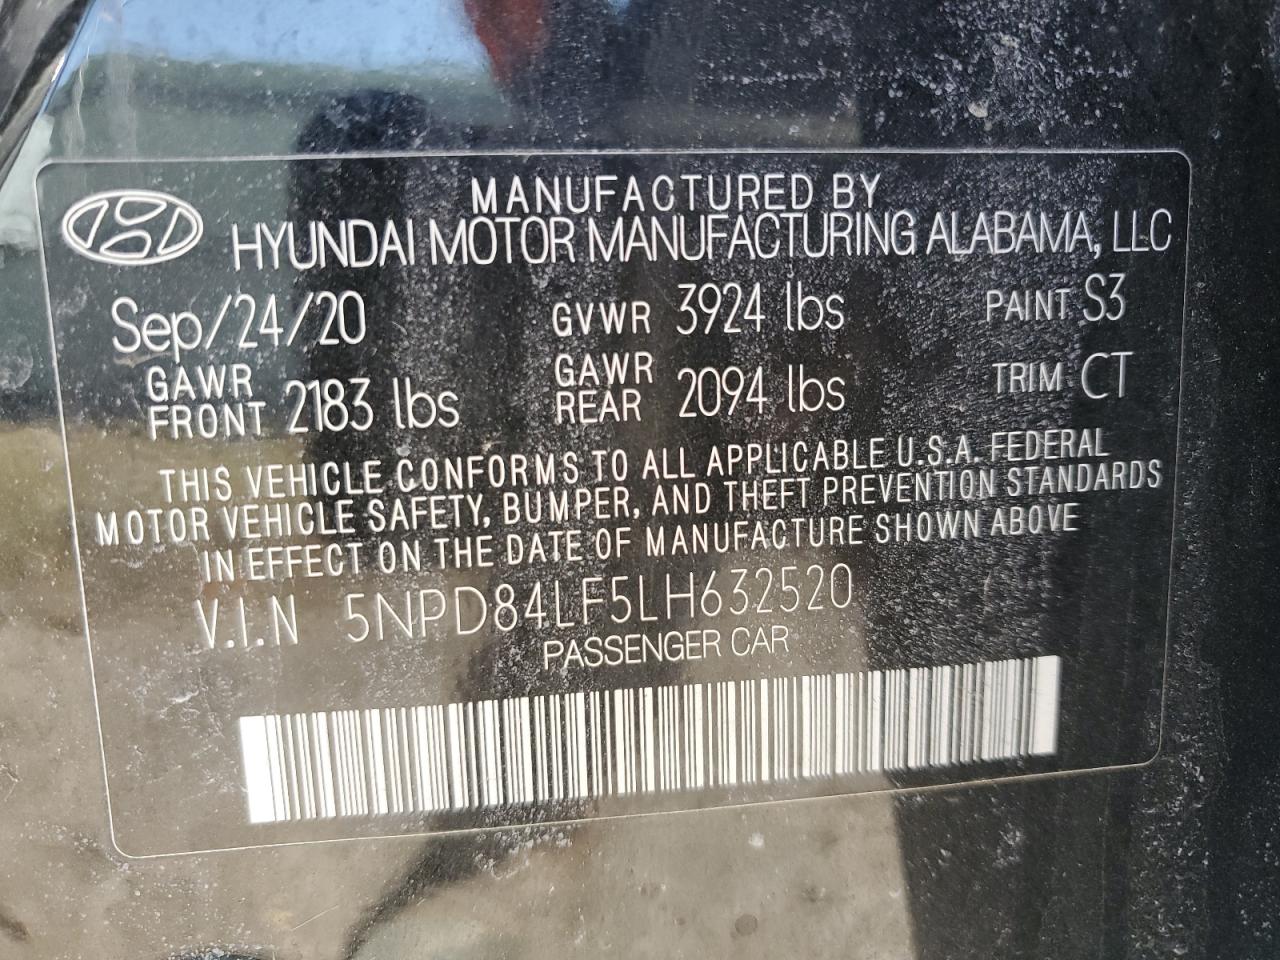 MANUFACTURED BY
HYUNDAI MOTOR MANUFACTURING ALABAMA, LLC
Sep/24/20 GVWR 3924 lbs PAINT S3
GAWR FRONT 2183 lbs GAWR REAR 2094 lbs TRIM CT
THIS VEHICLE CONFORMS TO ALL APPLICABLE U.S.A. FEDERAL
MOTOR VEHICLE SAFETY, BUMPER, AND THEFT PREVENTION STANDARDS
IN EFFECT ON THE DATE OF MANUFACTURE SHOWN ABOVE
V.I.N 5NPD84LF5LH632520
PASSENGER CAR